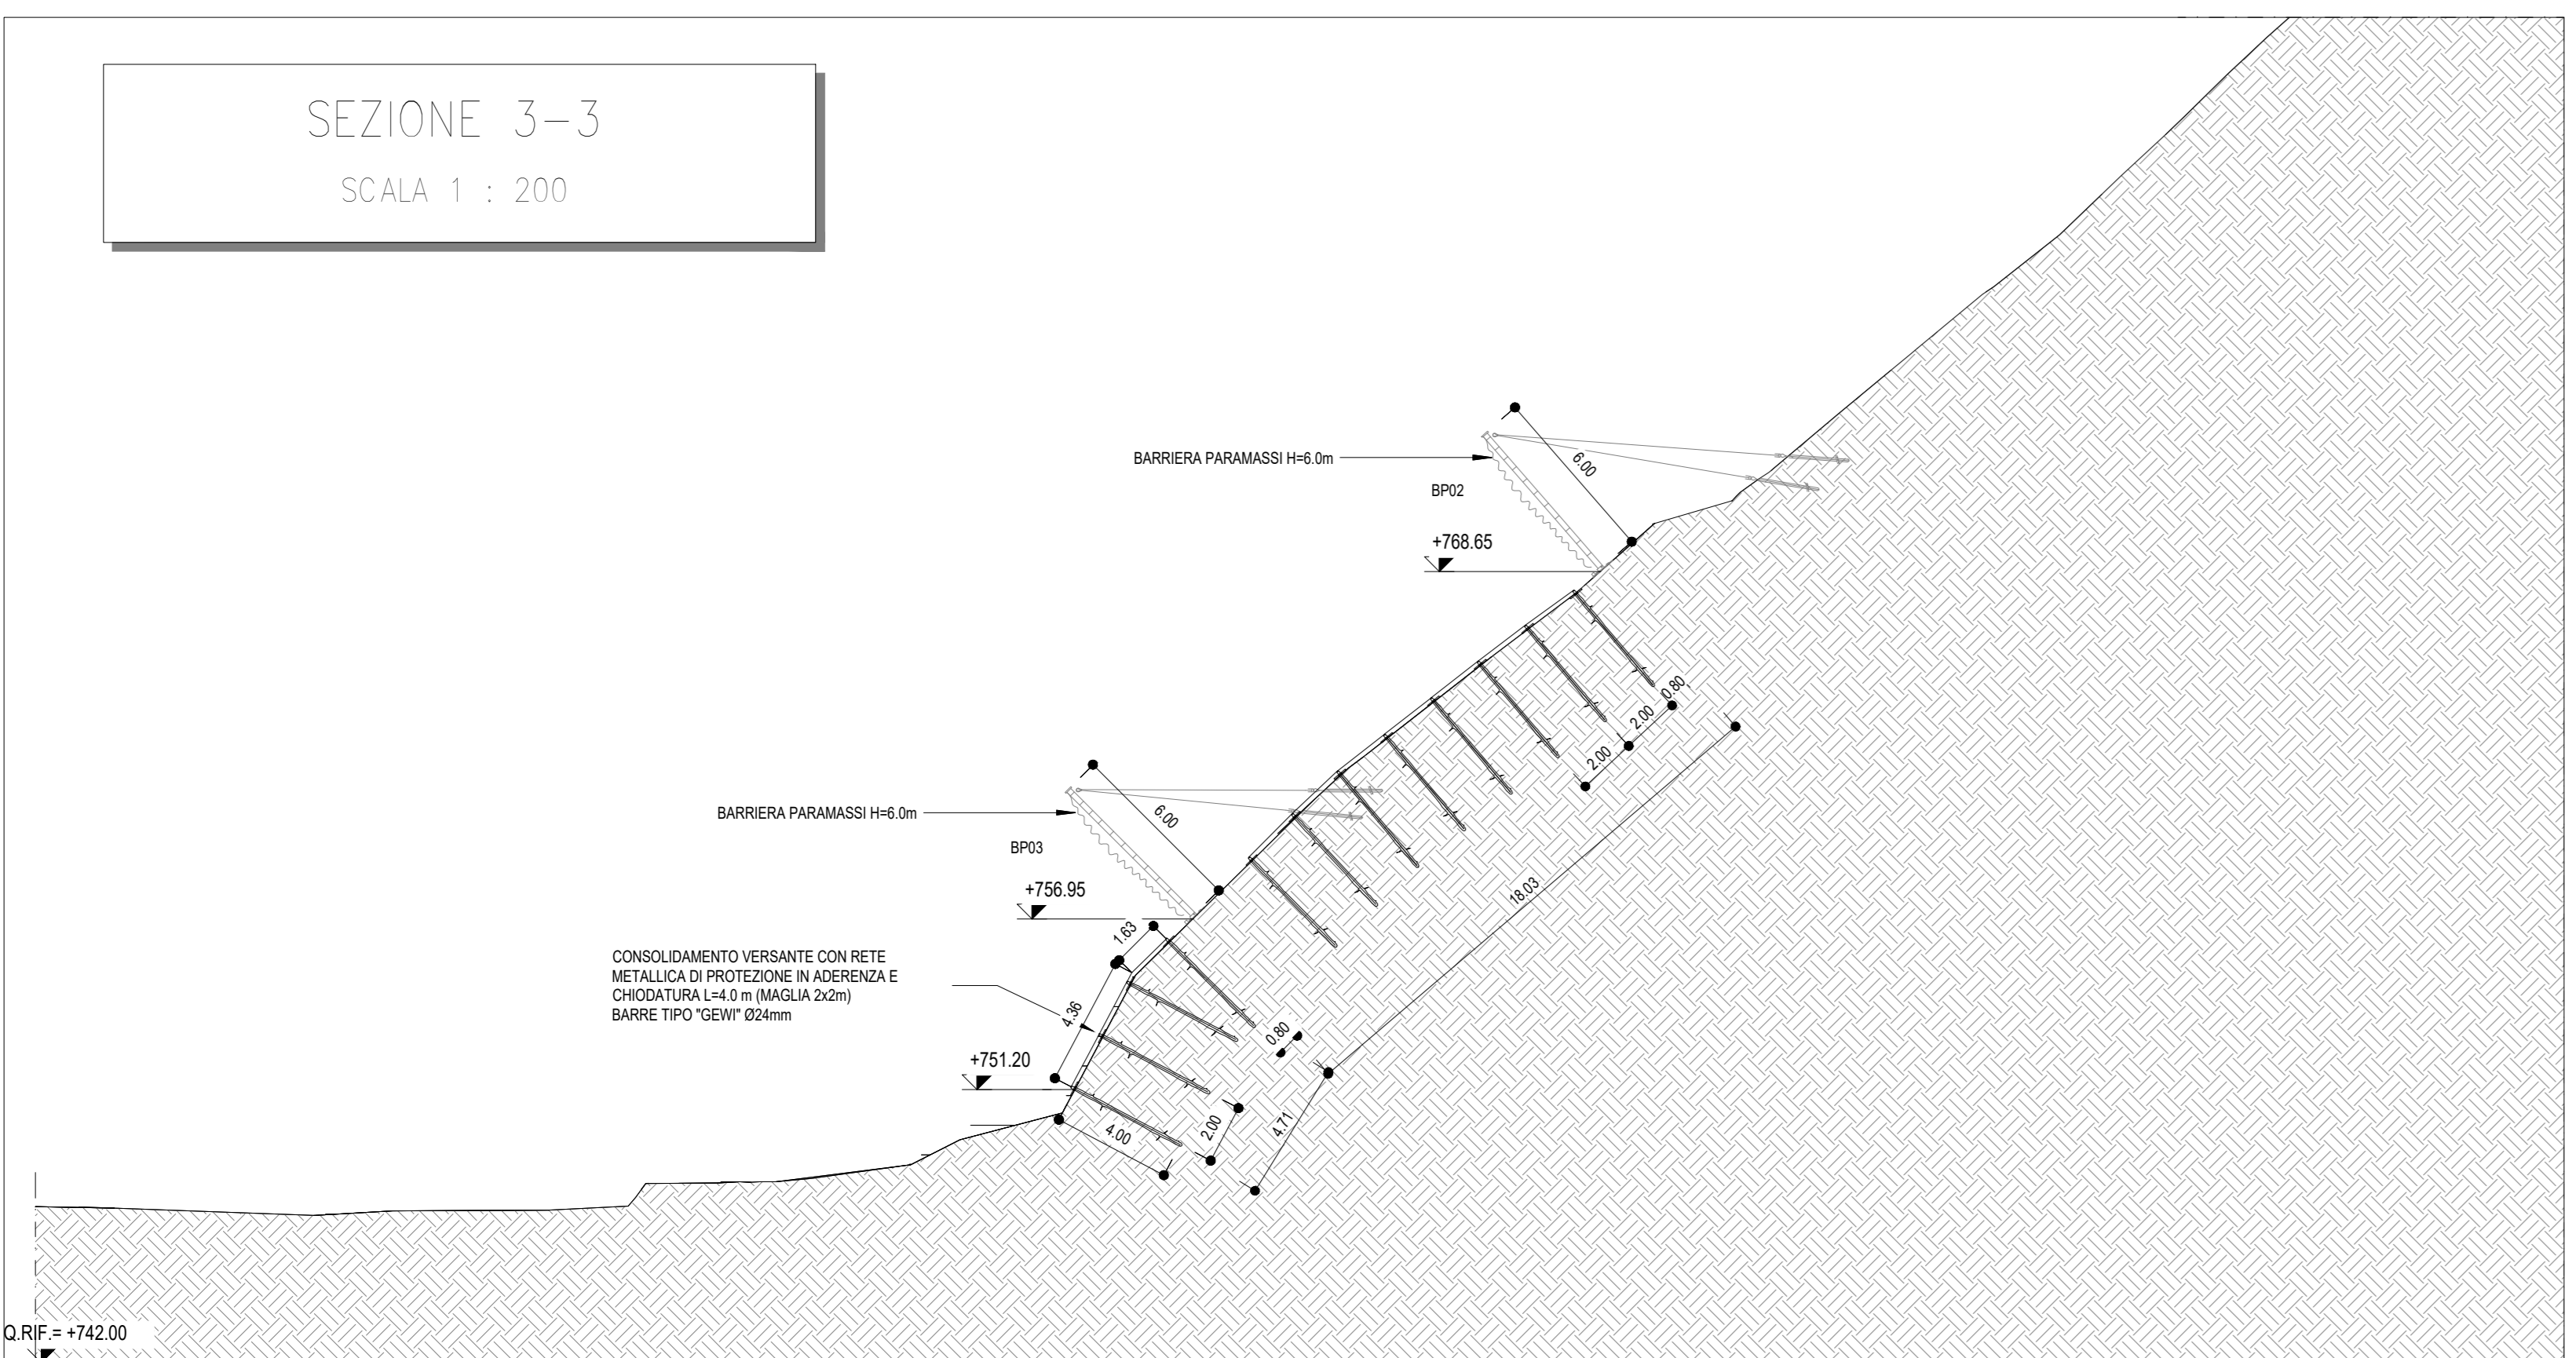 SEZIONE 3-3
SCALA 1 : 200
BARRIERA PARAMASSI H=6.0m
6.00
BP02
+768.65
0.80
2.00
2.00
BARRIERA PARAMASSI H=6.0m
6.00
BP03
+756.95
18.03
1.63
CONSOLIDAMENTO VERSANTE CON RETE
METALLICA DI PROTEZIONE IN ADERENZA E
CHIODATURA L=4.0 m (MAGLIA 2x2m)
BARRE TIPO "GEWI" Ø24mm
4.36
0.80
+751.20
4.00
2.00
4.71
Q.RIF.= +742.00